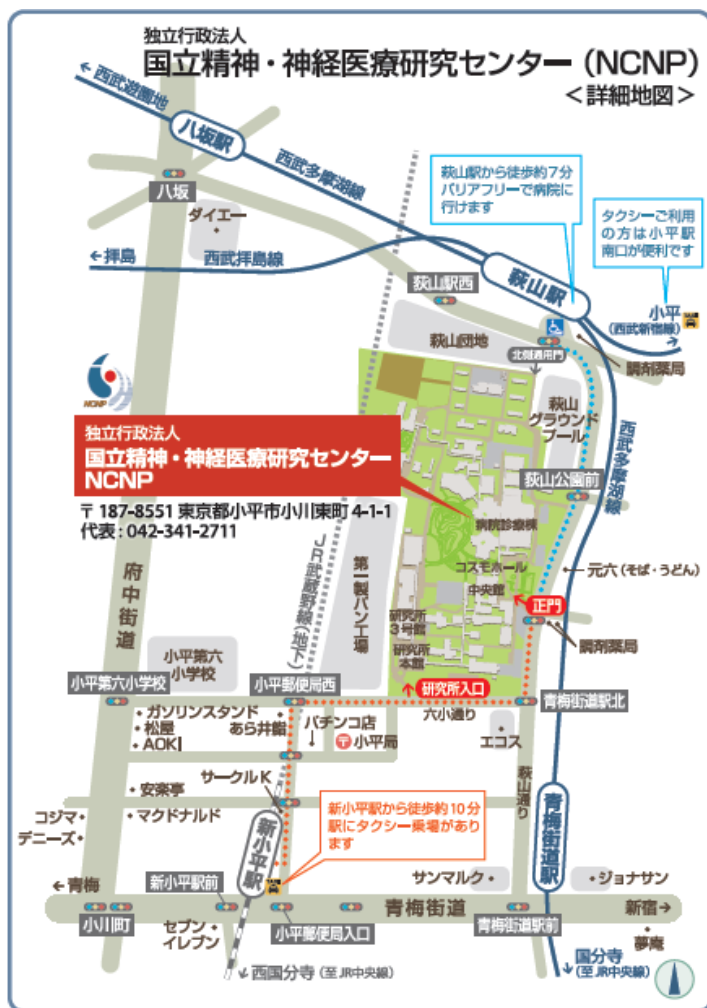 独立行政法人
国立精神・神経医療研究センター(NCNP)
<詳細地図>
←西武遊園地
八坂駅
西武多摩湖線
八坂
ダイエー
←拝島
西武拝島線
萩山駅から徒歩約7分
バリアフリーで病院に
行けます
タクシーご利用
の方は小平駅
南口が便利です
萩山駅
萩山駅西
小平
(西武新宿線)
→
TAXI
萩山団地
北側通用門
調剤薬局
NCNP
萩山
グラウンド
プール
西武多摩湖線
独立行政法人
国立精神・神経医療研究センター
NCNP
〒187-8551 東京都小平市小川東町 4-1-1
代表:042-341-2711
萩山公園前
病院診療棟
JR武蔵野線(地下)
第一製パン工場
コスモホール
中央館
元六(そば・うどん)
正門
府中街道
研究所
3号館
研究所
本館
調剤薬局
小平第六
小学校
小平第六小学校
小平郵便局西
研究所入口
青梅街道駅北
六小通り
ガソリンスタンド
松屋
あら井鮨
AOKI
パチンコ店
〒小平局
エコス
サークルK
安楽亭
マクドナルド
コジマ
デニーズ
萩山通り
青梅街道駅
新小平駅から徒歩約10分
駅にタクシー乗場があり
ます
新小平駅
TAXI
←青梅
新小平駅前
サンマルク
ジョナサン
小川町
セブン-
イレブン
小平郵便局入口
青梅街道
青梅街道駅前
新宿→
夢庵
↙西国分寺(至JR中央線)
国分寺
↓(至JR中央線)